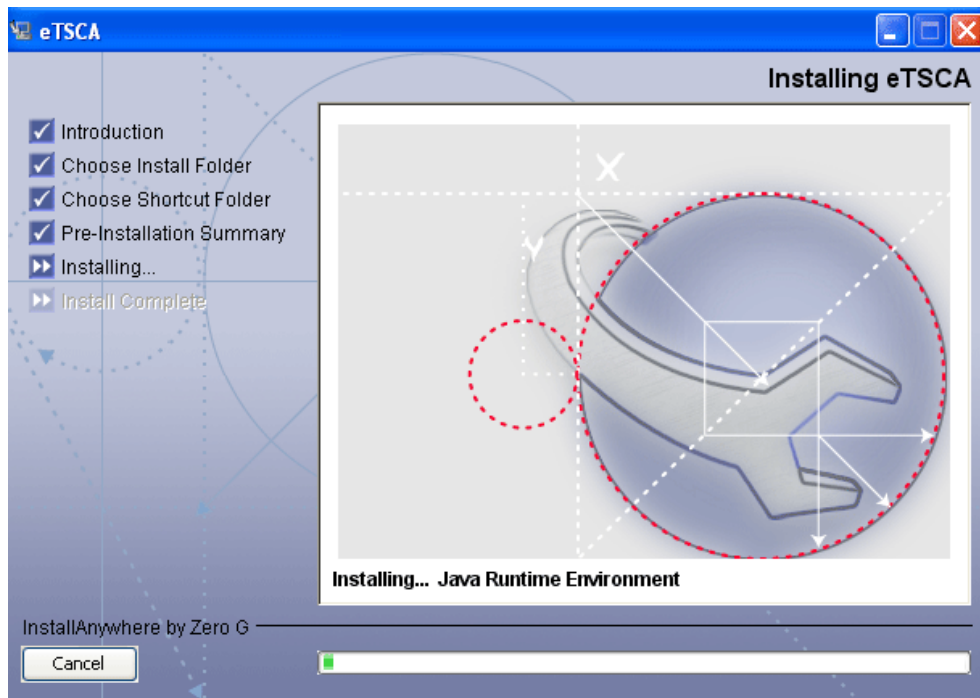 eTSCA
Installing eTSCA
Introduction
Choose Install Folder
Choose Shortcut Folder
Pre-Installation Summary
Installing...
Install Complete
X
Y
Installing... Java Runtime Environment
InstallAnywhere by Zero G
Cancel